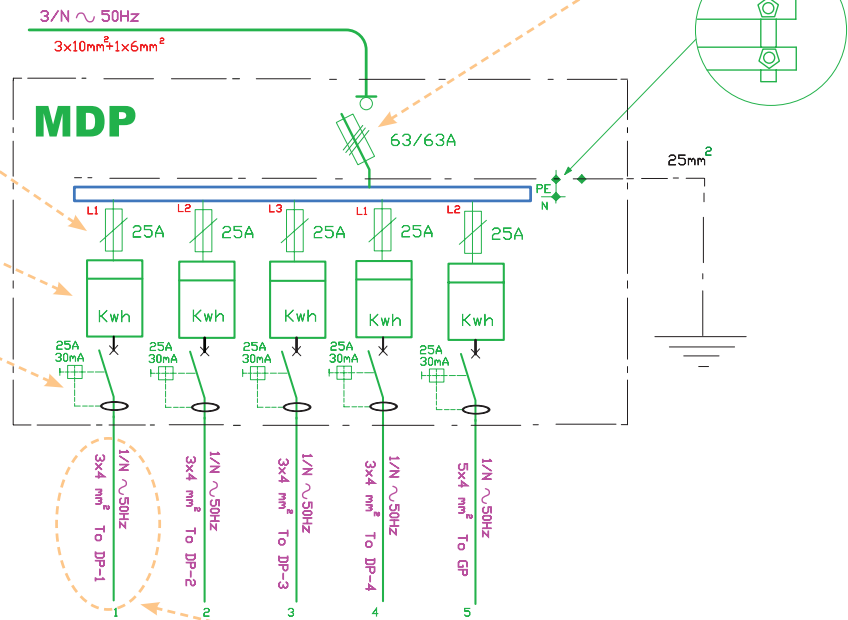 3/N ～ 50Hz
3x10mm²+1x6mm²
MDP
63/63A
25mm²
PE
N
L1
L2
L3
L1
L2
25A
25A
25A
25A
25A
Kwh
Kwh
Kwh
Kwh
Kwh
25A
30mA
25A
30mA
25A
30mA
25A
30mA
25A
30mA
1/N ～50Hz
3x4 mm² To DP-1
1/N ～50Hz
3x4 mm² To DP-2
1/N ～50Hz
3x4 mm² To DP-3
1/N ～50Hz
3x4 mm² To DP-4
1/N ～50Hz
5x4 mm² To GP
1
2
3
4
5